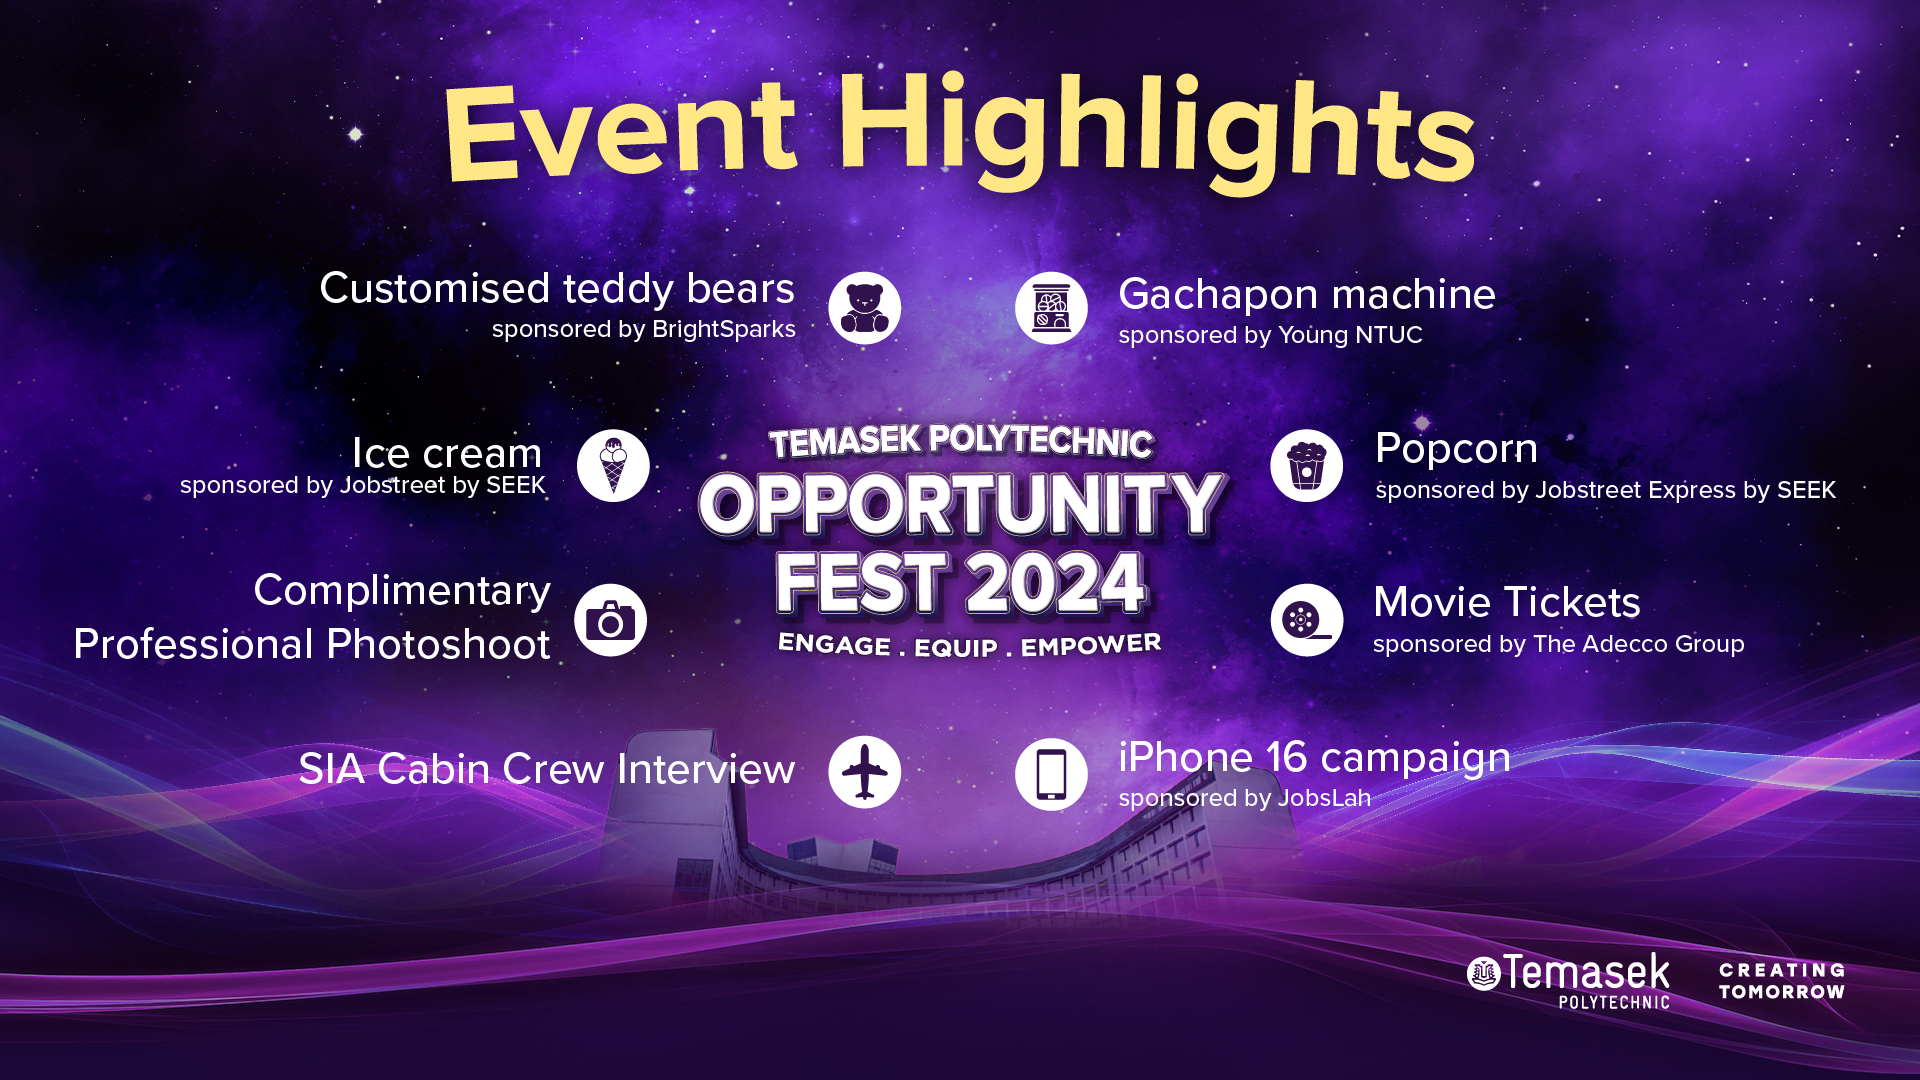 Event Highlights
Customised teddy bears
sponsored by BrightSparks
Gachapon machine
sponsored by Young NTUC
Ice cream
sponsored by Jobstreet by SEEK
TEMASEK POLYTECHNIC
OPPORTUNITY
FEST 2024
ENGAGE . EQUIP . EMPOWER
Popcorn
sponsored by Jobstreet Express by SEEK
Complimentary
Professional Photoshoot
Movie Tickets
sponsored by The Adecco Group
SIA Cabin Crew Interview
iPhone 16 campaign
sponsored by JobsLah
Temasek
POLYTECHNIC
CREATING
TOMORROW